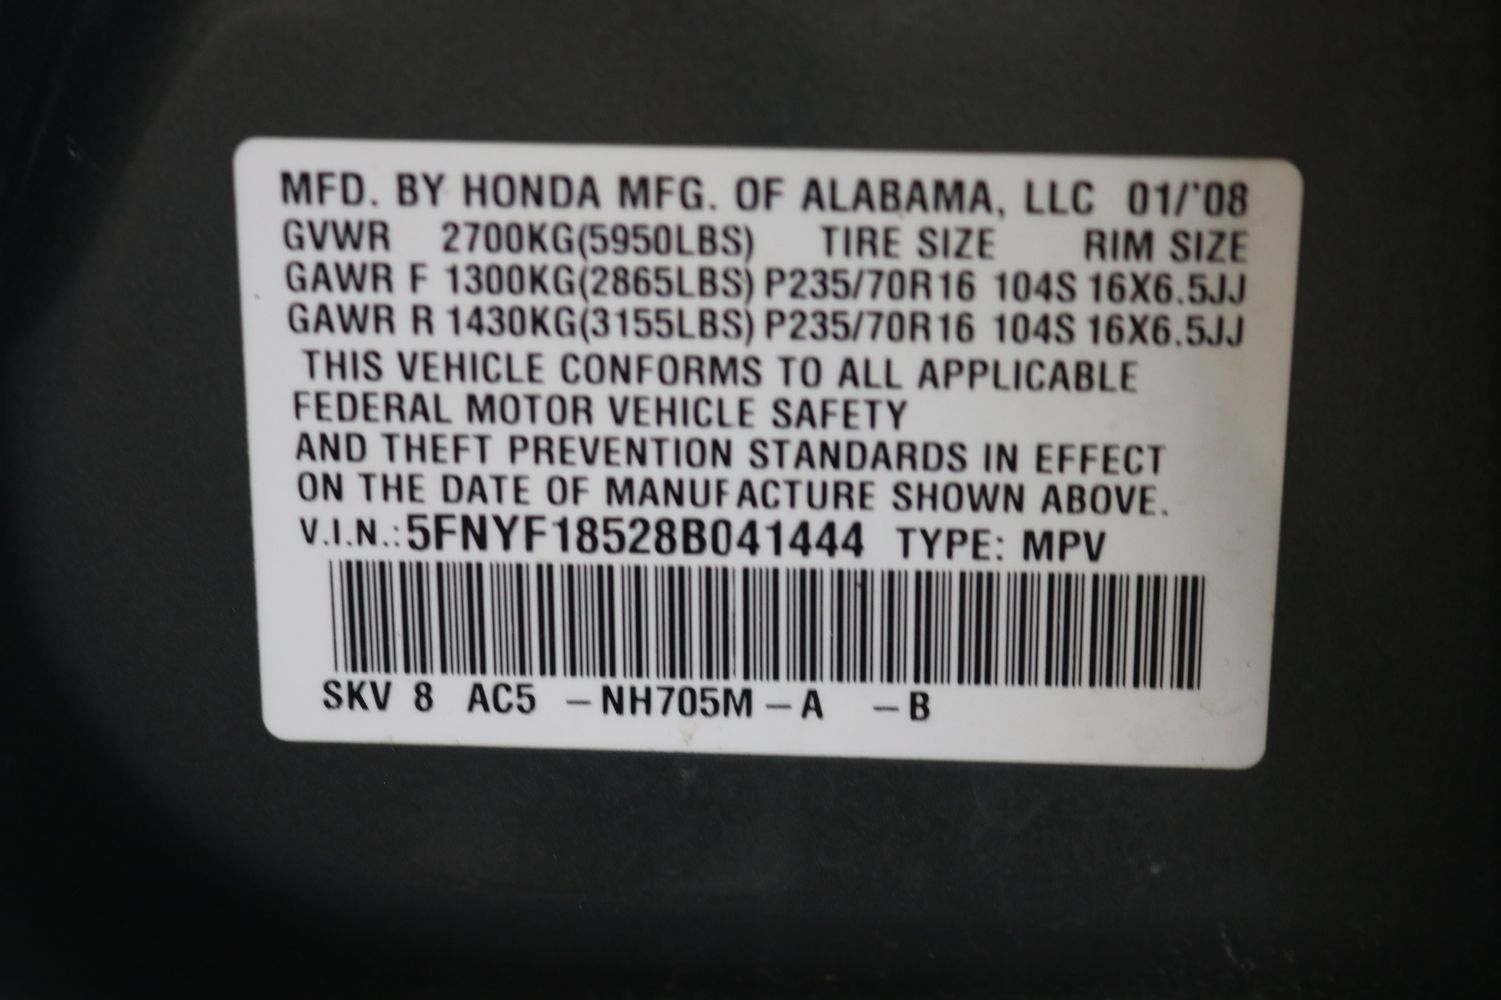 MFD. BY HONDA MFG. OF ALABAMA, LLC 01/'08
GVWR 2700KG(5950LBS) TIRE SIZE RIM SIZE
GAWR F 1300KG(2865LBS) P235/70R16 104S 16X6.5JJ
GAWR R 1430KG(3155LBS) P235/70R16 104S 16X6.5JJ
THIS VEHICLE CONFORMS TO ALL APPLICABLE
FEDERAL MOTOR VEHICLE SAFETY
AND THEFT PREVENTION STANDARDS IN EFFECT
ON THE DATE OF MANUFACTURE SHOWN ABOVE.
V.I.N.: 5FNYF18528B041444 TYPE: MPV
SKV 8 AC5 –NH705M–A –B